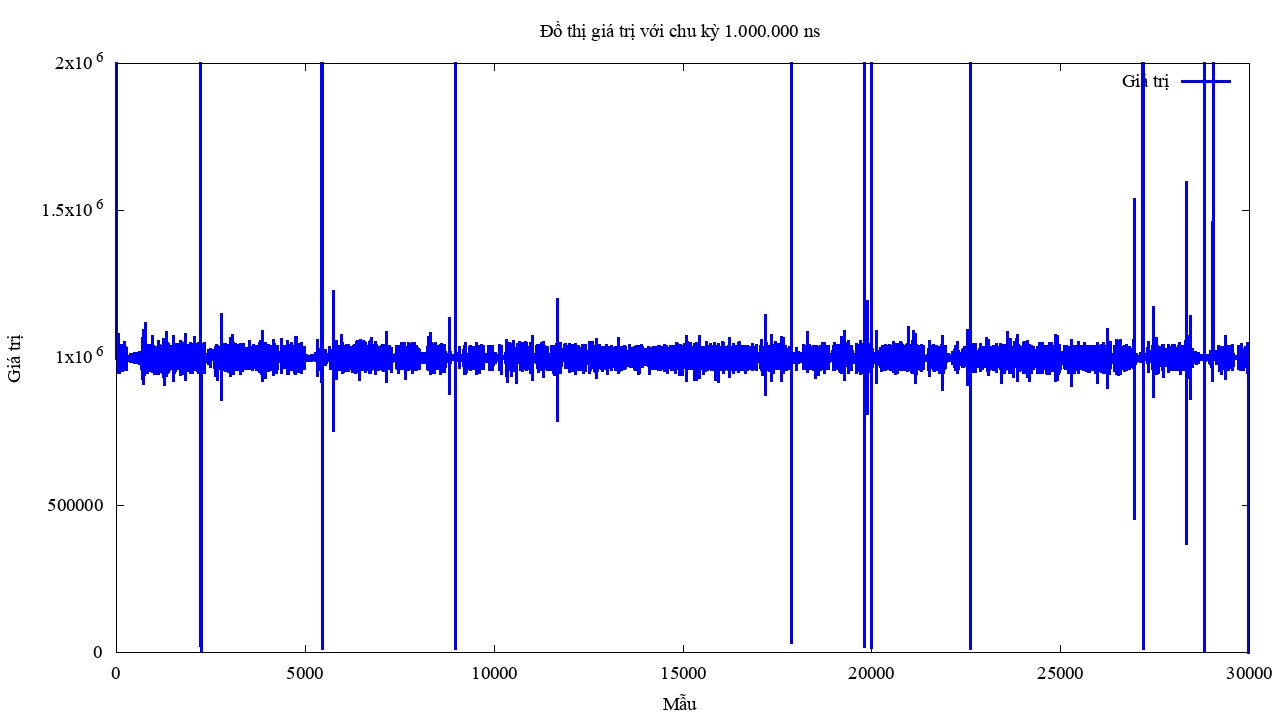 Đồ thị giá trị với chu kỳ 1.000.000 ns
2x10^6
Giá trị
1.5x10^6
1x10^6
Giá trị
500000
0
0 5000 10000 15000 20000 25000 30000
Mẫu